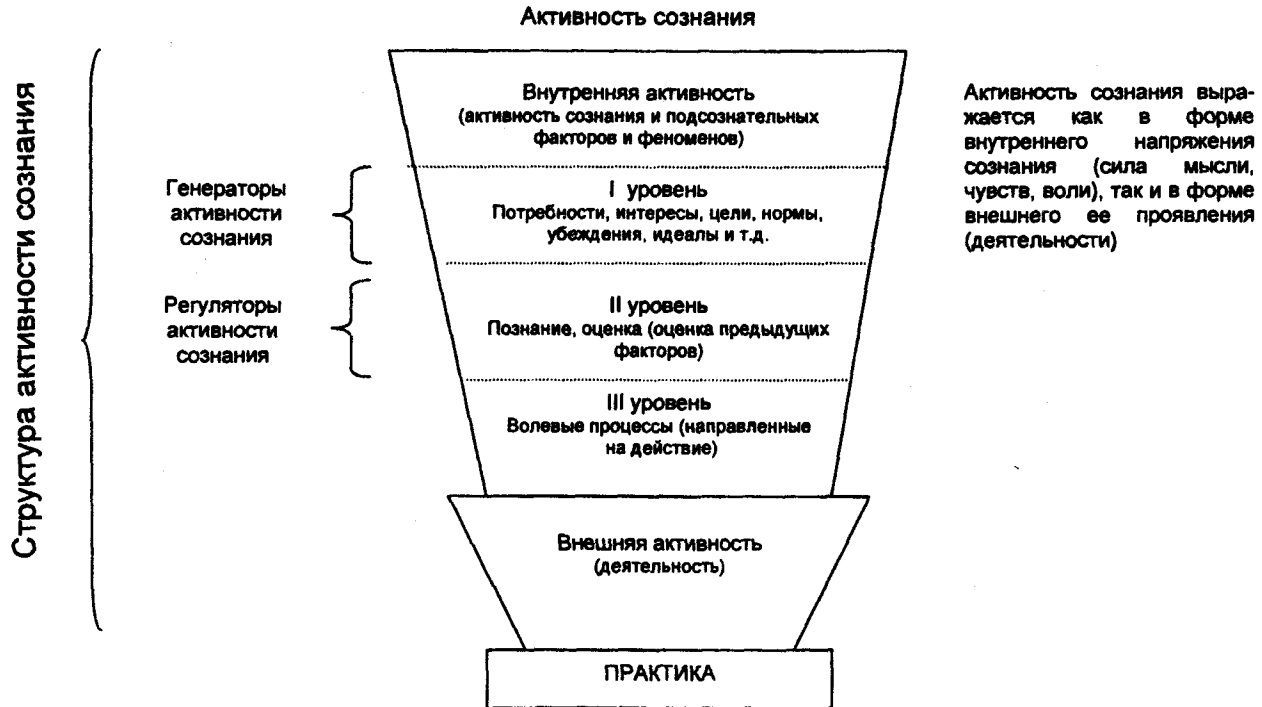 Активность сознания
Структура активности сознания
Внутренняя активность
(активность сознания и подсознательных
факторов и феноменов)
Генераторы
активности
сознания
I уровень
Потребности, интересы, цели, нормы,
убеждения, идеалы и т.д.
Регуляторы
активности
сознания
II уровень
Познание, оценка (оценка предыдущих
факторов)
III уровень
Волевые процессы (направленные
на действие)
Внешняя активность
(деятельность)
ПРАКТИКА
Активность сознания выра-
жается как в форме
внутреннего напряжения
сознания (сила мысли,
чувств, воли), так и в форме
внешнего ее проявления
(деятельности)